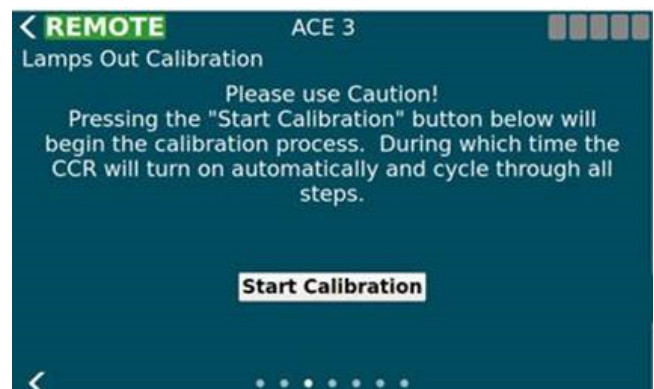 < REMOTE ACE 3
Lamps Out Calibration
Please use Caution!
Pressing the "Start Calibration" button below will
begin the calibration process. During which time the
CCR will turn on automatically and cycle through all
steps.
Start Calibration
<